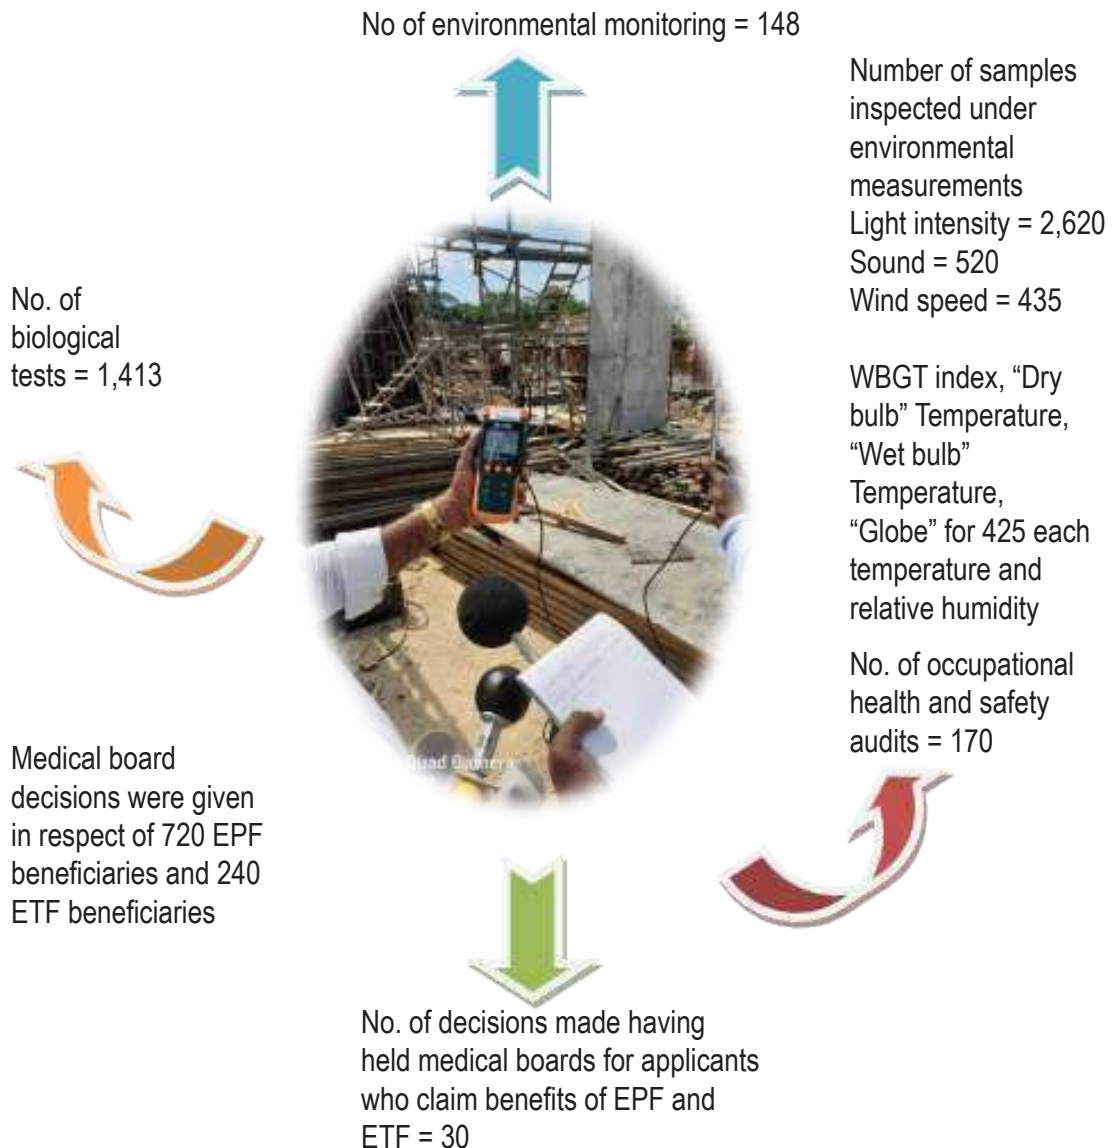 No of environmental monitoring = 148
Number of samples
inspected under
environmental
measurements
Light intensity = 2,620
Sound = 520
Wind speed = 435
WBGT index, “Dry
bulb” Temperature,
“Wet bulb”
Temperature,
“Globe” for 425 each
temperature and
relative humidity
No. of occupational
health and safety
audits = 170
No. of
biological
tests = 1,413
Medical board
decisions were given
in respect of 720 EPF
beneficiaries and 240
ETF beneficiaries
Quad Camera
No. of decisions made having
held medical boards for applicants
who claim benefits of EPF and
ETF = 30